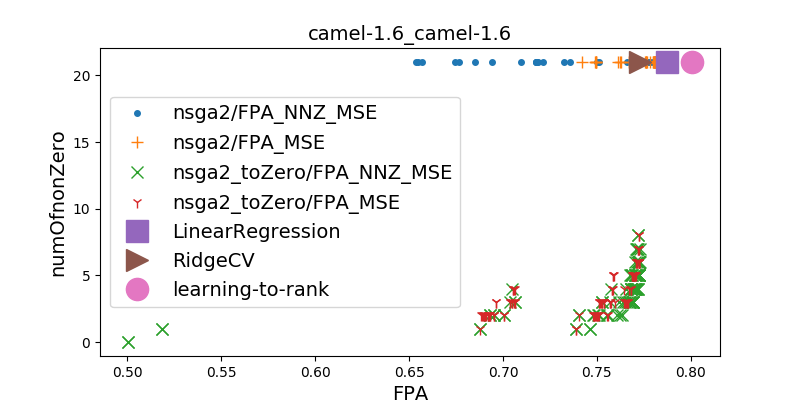 camel-1.6_camel-1.6
numOfnonZero
20
15
10
5
0
nsga2/FPA_NNZ_MSE
nsga2/FPA_MSE
nsga2_toZero/FPA_NNZ_MSE
nsga2_toZero/FPA_MSE
LinearRegression
RidgeCV
learning-to-rank
0.50 0.55 0.60 0.65 0.70 0.75 0.80
FPA